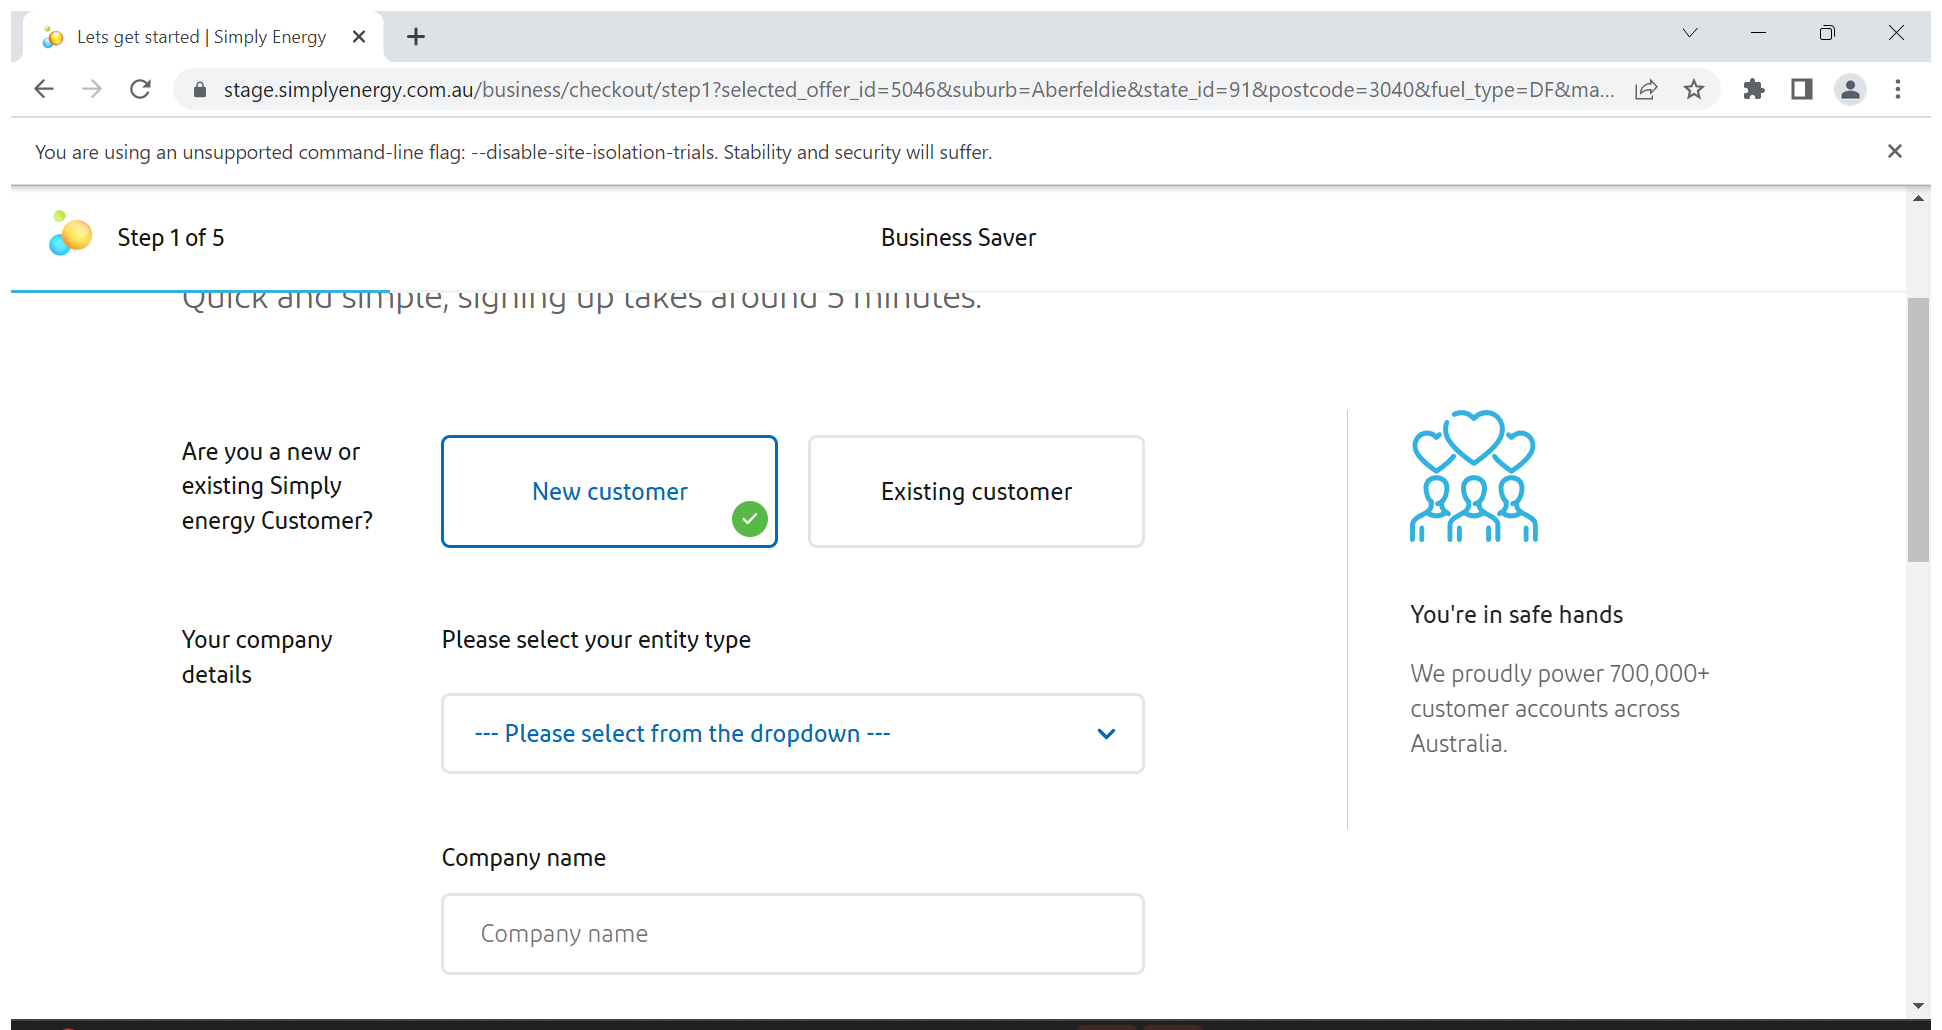 Lets get started | Simply Energy
stage.simplyenergy.com.au/business/checkout/step1?selected_offer_id=5046&suburb=Aberfeldie&state_id=91&postcode=3040&fuel_type=DF&ma...
You are using an unsupported command-line flag: --disable-site-isolation-trials. Stability and security will suffer.
Step 1 of 5
Business Saver
Quick and simple, signing up takes around 5 minutes.
Are you a new or
existing Simply
energy Customer?
New customer
Existing customer
Your company
details
Please select your entity type
--- Please select from the dropdown ---
Company name
Company name
You're in safe hands
We proudly power 700,000+
customer accounts across
Australia.